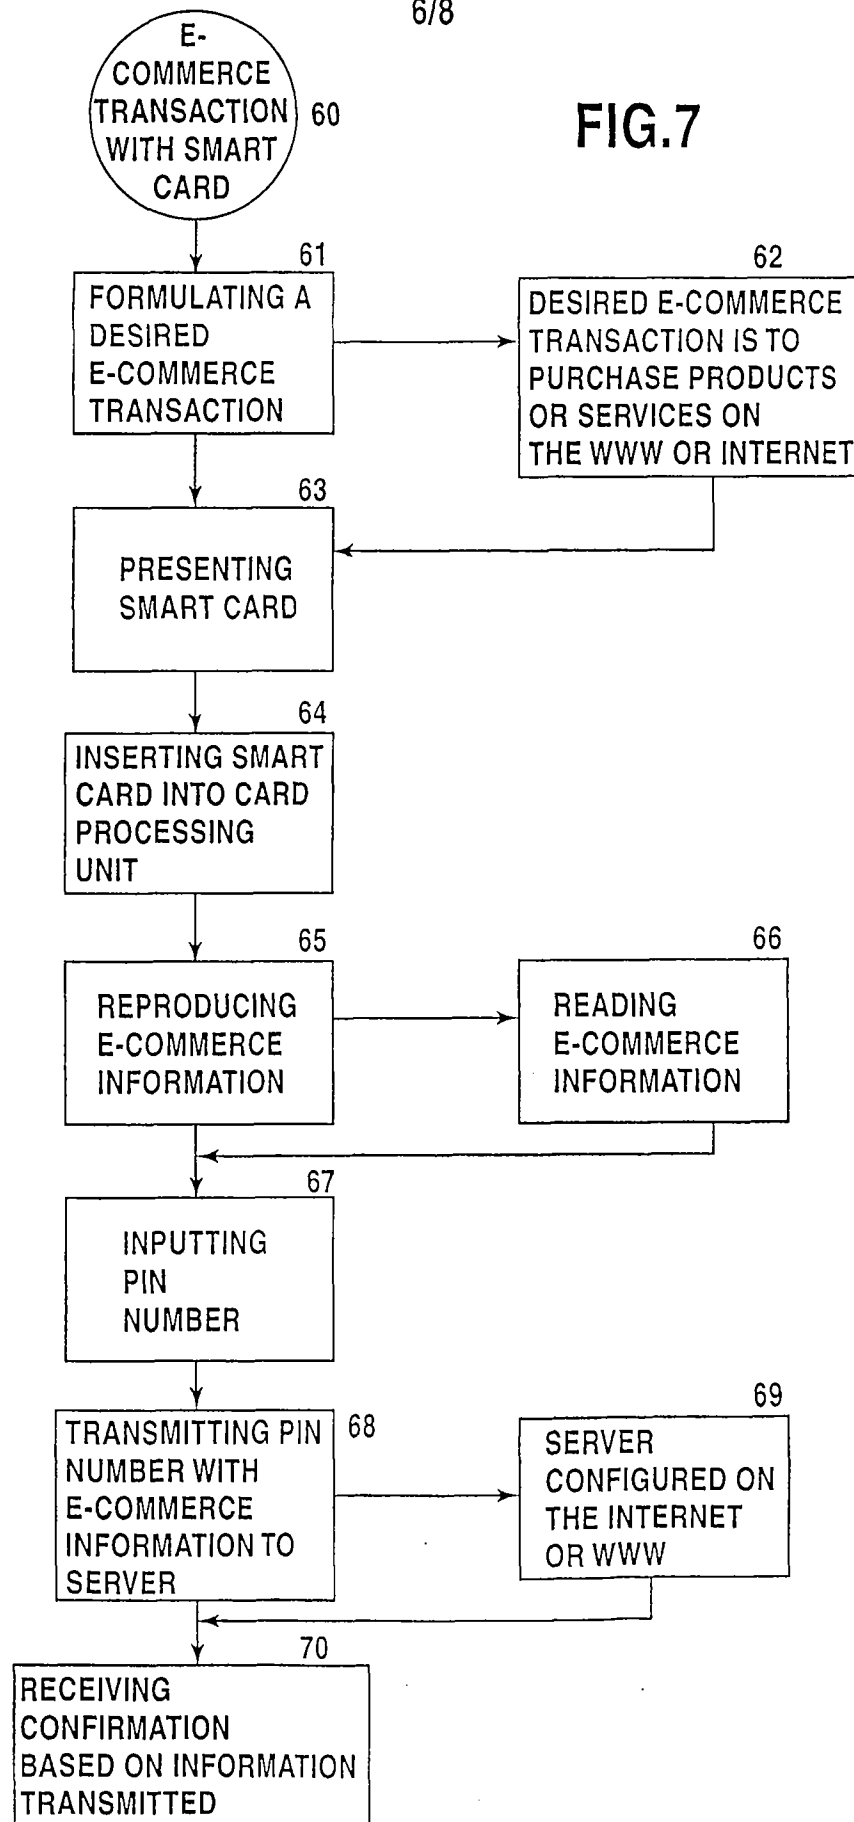 6/8
FIG.7
E-
COMMERCE
TRANSACTION
WITH SMART
CARD
60
61
FORMULATING A
DESIRED
E-COMMERCE
TRANSACTION
62
DESIRED E-COMMERCE
TRANSACTION IS TO
PURCHASE PRODUCTS
OR SERVICES ON
THE WWW OR INTERNET
63
PRESENTING
SMART CARD
64
INSERTING SMART
CARD INTO CARD
PROCESSING
UNIT
65
REPRODUCING
E-COMMERCE
INFORMATION
66
READING
E-COMMERCE
INFORMATION
67
INPUTTING
PIN
NUMBER
68
TRANSMITTING PIN
NUMBER WITH
E-COMMERCE
INFORMATION TO
SERVER
69
SERVER
CONFIGURED ON
THE INTERNET
OR WWW
70
RECEIVING
CONFIRMATION
BASED ON INFORMATION
TRANSMITTED